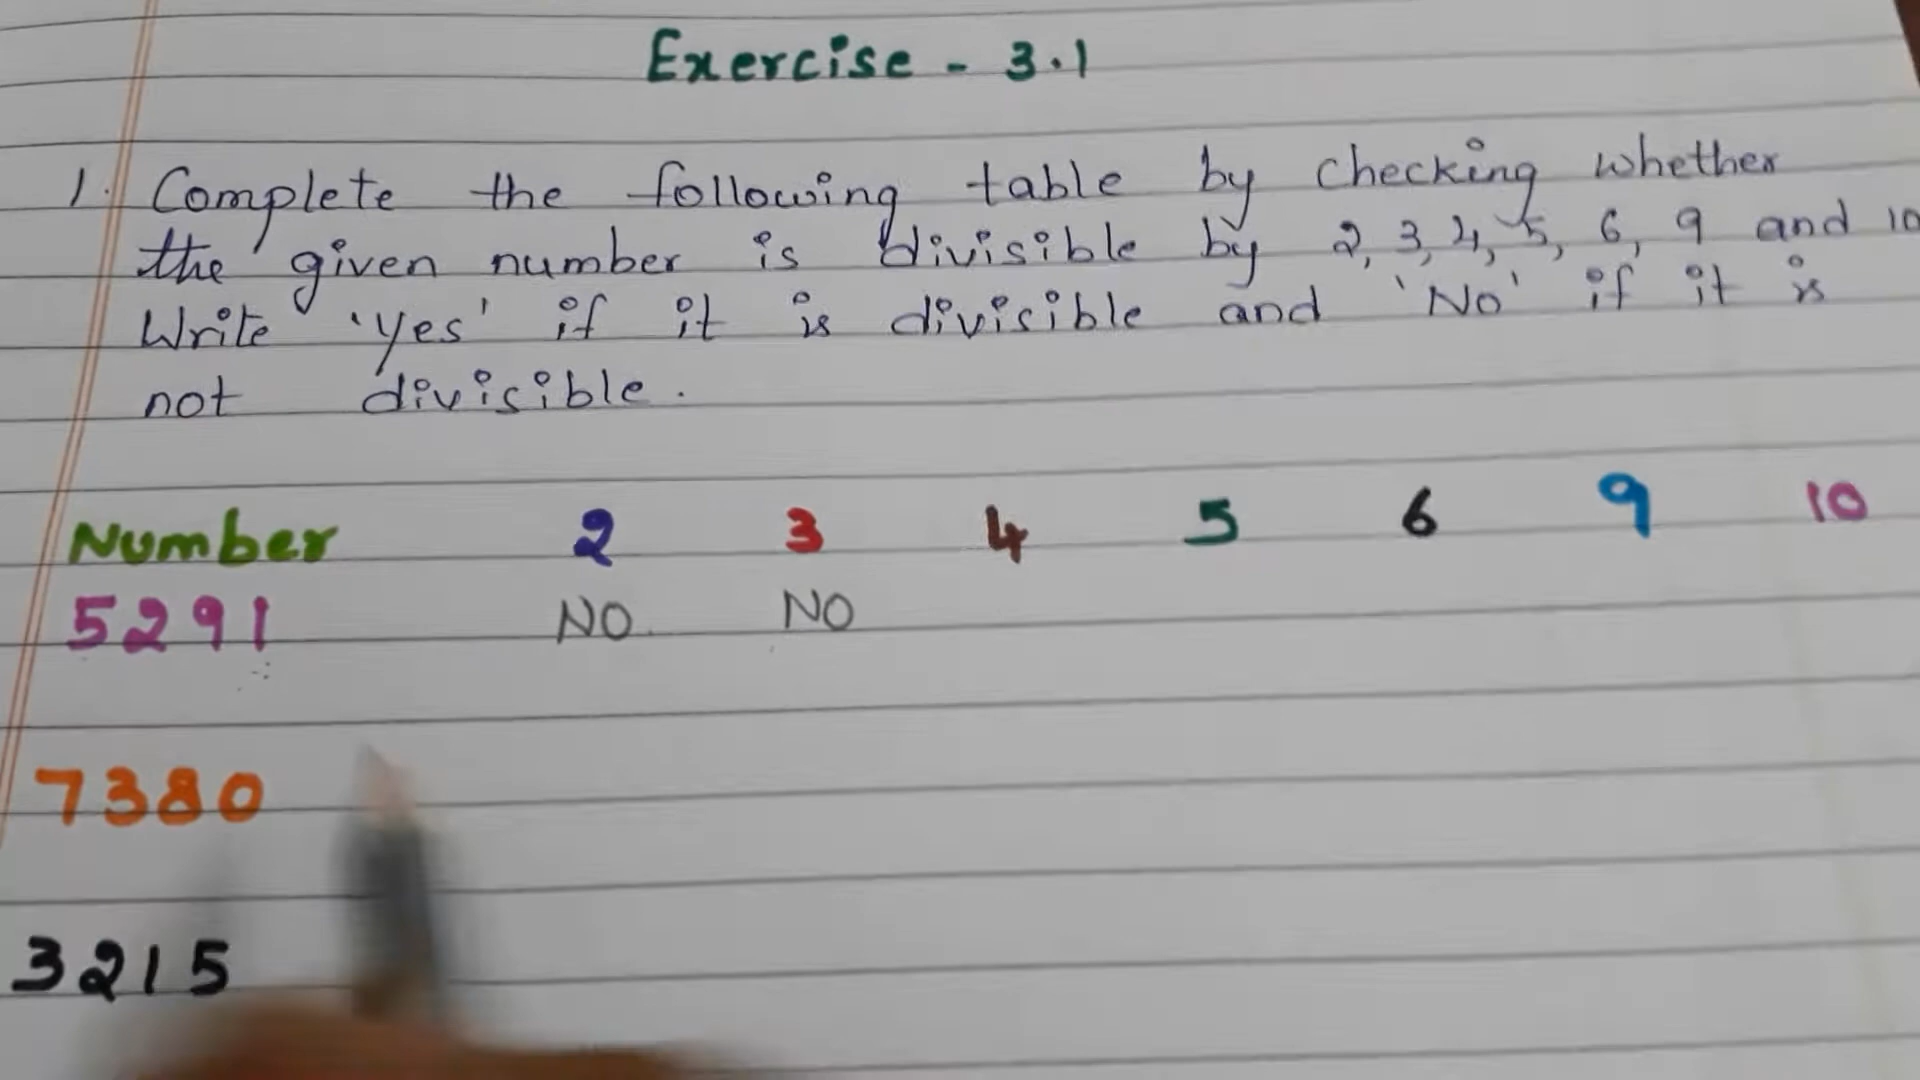 Exercise - 3.1
1. Complete the following table by checking whether
the given number is divisible by 2, 3, 4, 5, 6, 9 and 10
Write 'yes' if it is divisible and 'No' if it is
not divisible.
Number 2 3 4 5 6 9 10
5291 NO NO
7380
3215